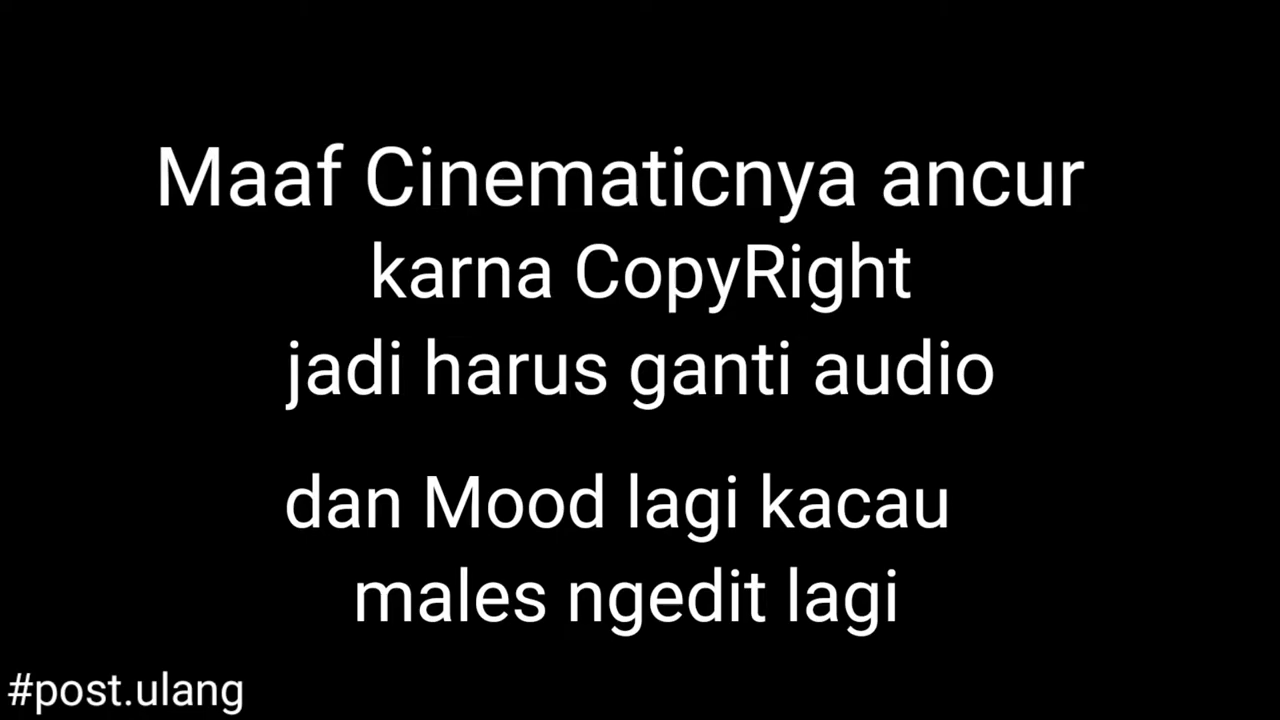 Maaf Cinematicnya ancur
karna CopyRight
jadi harus ganti audio
dan Mood lagi kacau
males ngedit lagi
#post.ulang